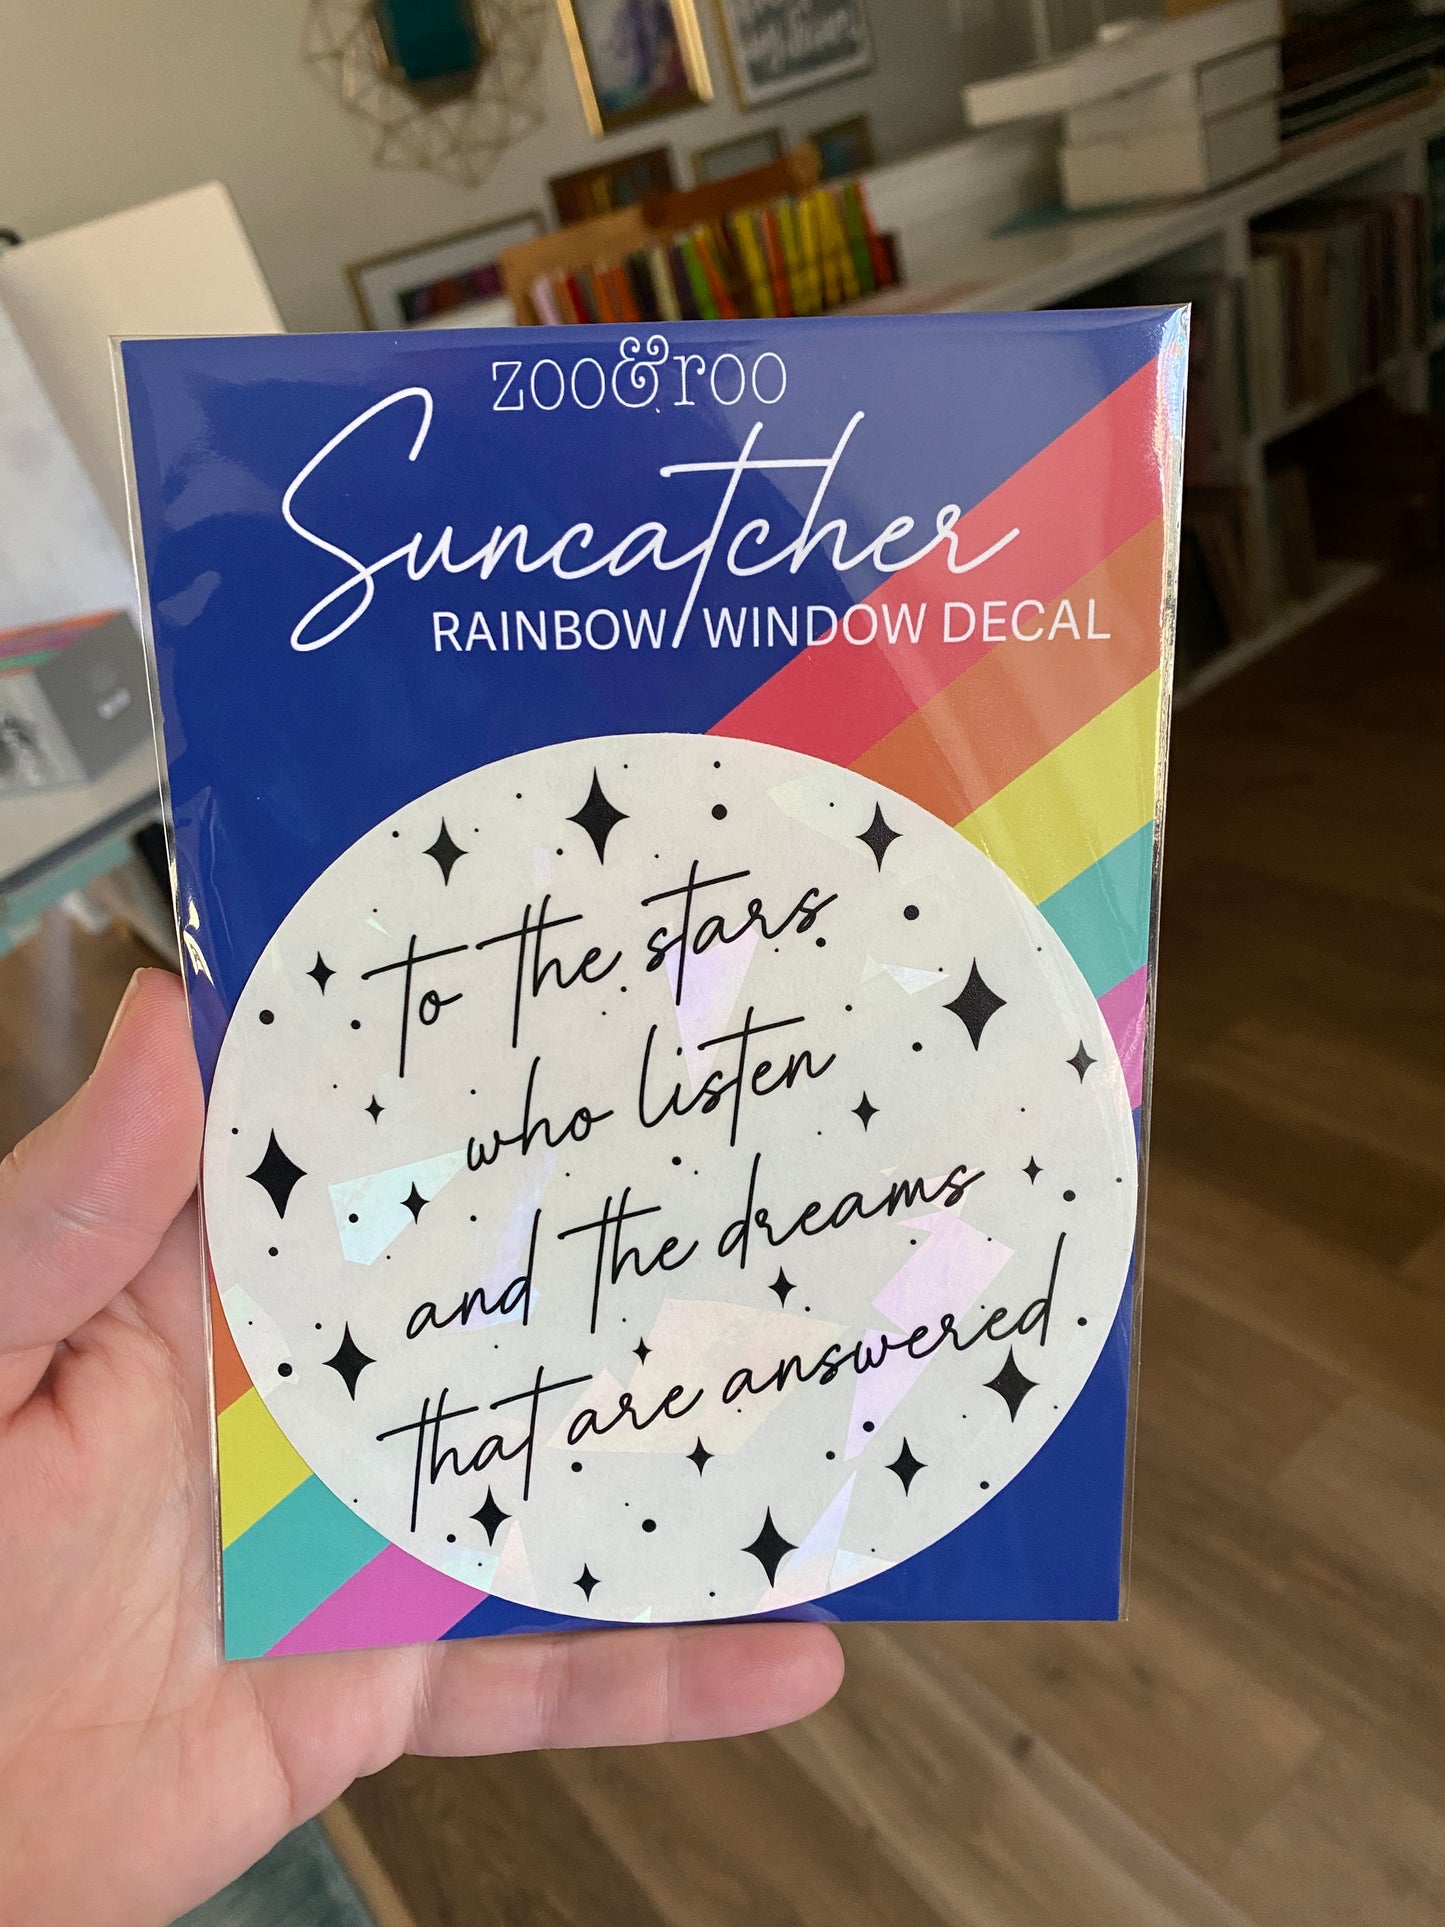 zoo&roo
Suncatcher
RAINBOW WINDOW DECAL
to the stars
who listen
and the dreams
that are answered